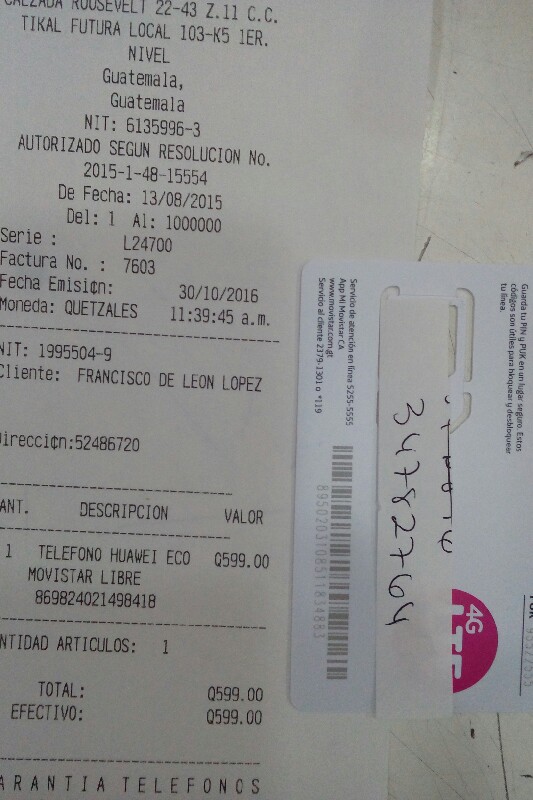 CALZADA ROOSEVELT 22-43 Z.11 C.C.
TIKAL FUTURA LOCAL 103-K5 1ER.
NIVEL
Guatemala,
Guatemala
NIT: 6135996-3
AUTORIZADO SEGUN RESOLUCION No.
2015-1-48-15554
De Fecha: 13/08/2015
Del: 1 Al: 1000000
Serie : L24700
Factura No. : 7603
Fecha Emisi¢n: 30/10/2016
Moneda: QUETZALES 11:39:45 a.m.
NIT: 1995504-9
Cliente: FRANCISCO DE LEON LOPEZ
Direcci¢n:52486720
ANT. DESCRIPCION VALOR
1 TELEFONO HUAWEI ECO Q599.00
MOVISTAR LIBRE
869824021498418
NTIDAD ARTICULOS: 1
TOTAL: Q599.00
EFECTIVO: Q599.00
ARANTIA TELEFONOS
Guarda tu PIN y PUK en un lugar seguro. Estos
códigos son útiles para bloquear y desbloquear
tu línea.
Servicio de atención en línea 5255-5555
App Mi Movistar CA
www.movistar.com.gt
Servicio al cliente 2379-1301 o *119
8950203108511834883
34782764
4G
LTE